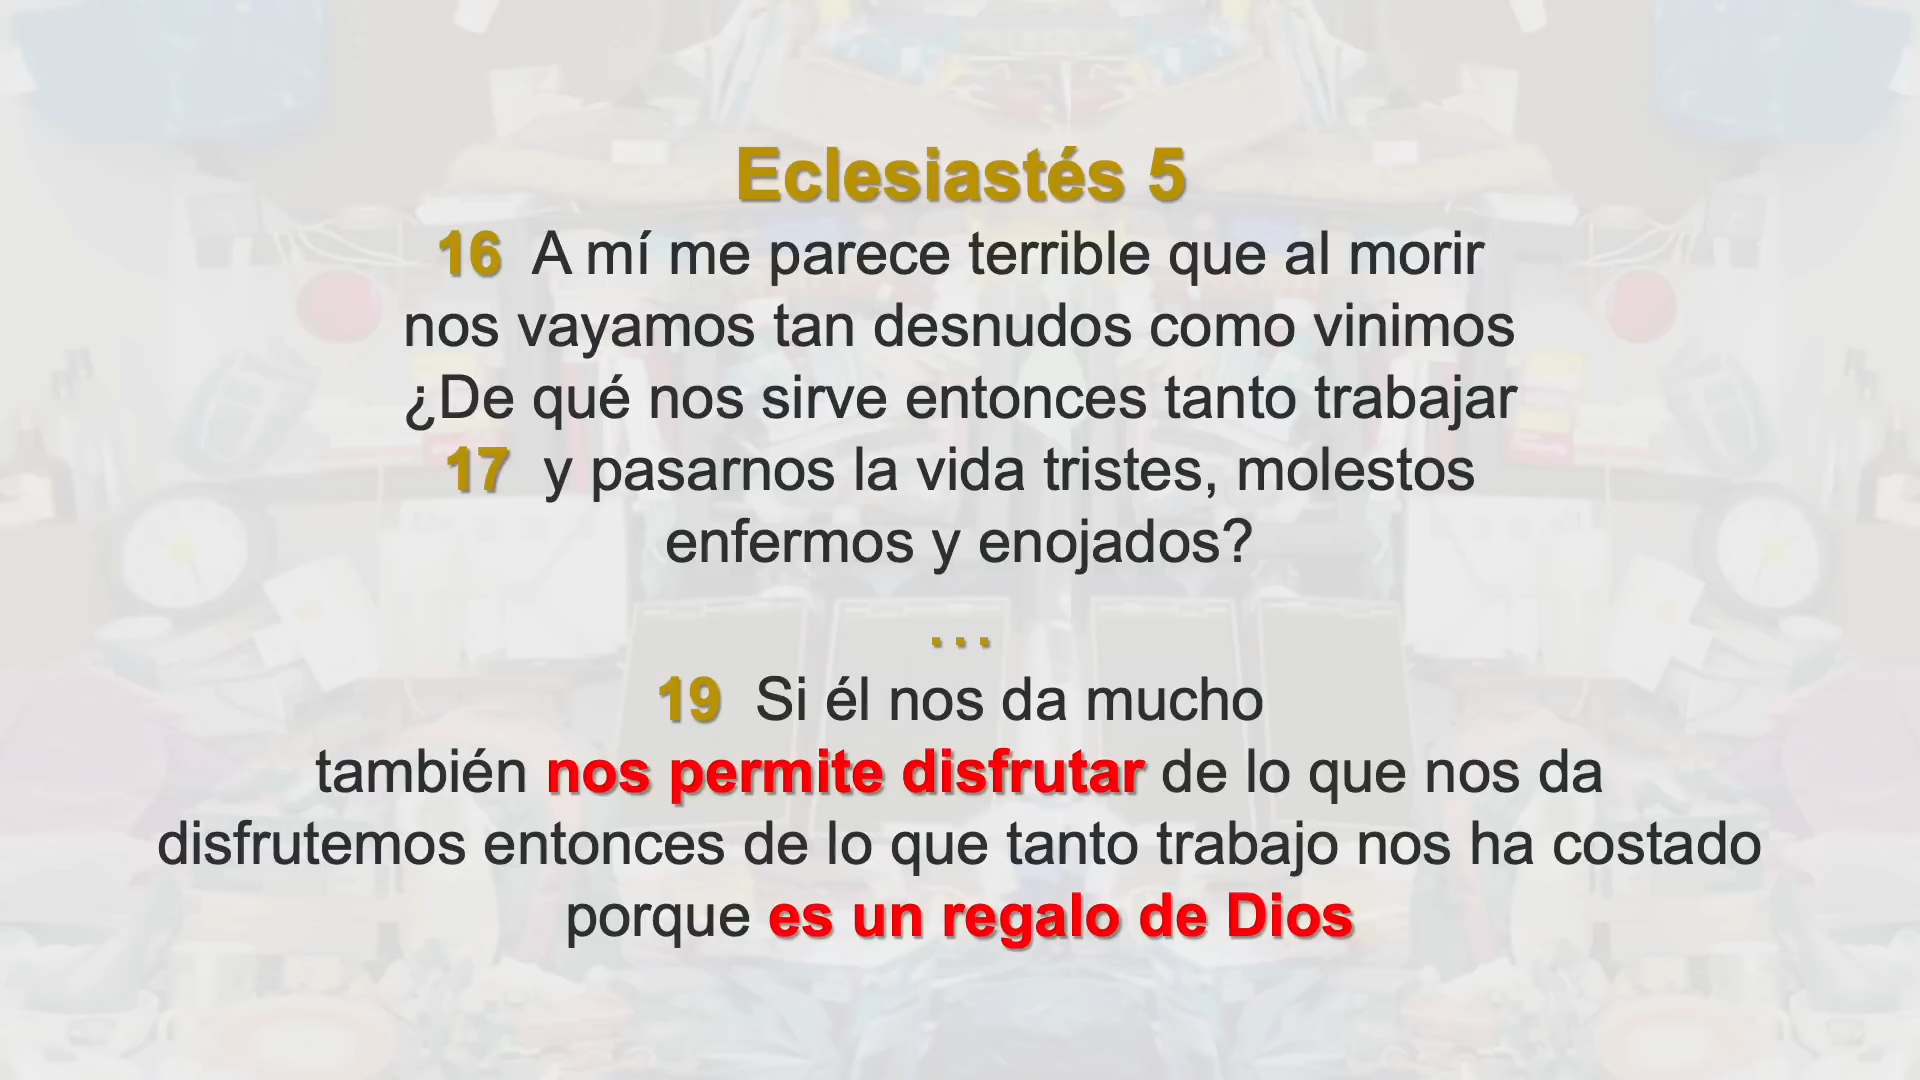 Eclesiastés 5
16 A mí me parece terrible que al morir
nos vayamos tan desnudos como vinimos
¿De qué nos sirve entonces tanto trabajar
17 y pasarnos la vida tristes, molestos
enfermos y enojados?
...
19 Si él nos da mucho
también nos permite disfrutar de lo que nos da
disfrutemos entonces de lo que tanto trabajo nos ha costado
porque es un regalo de Dios